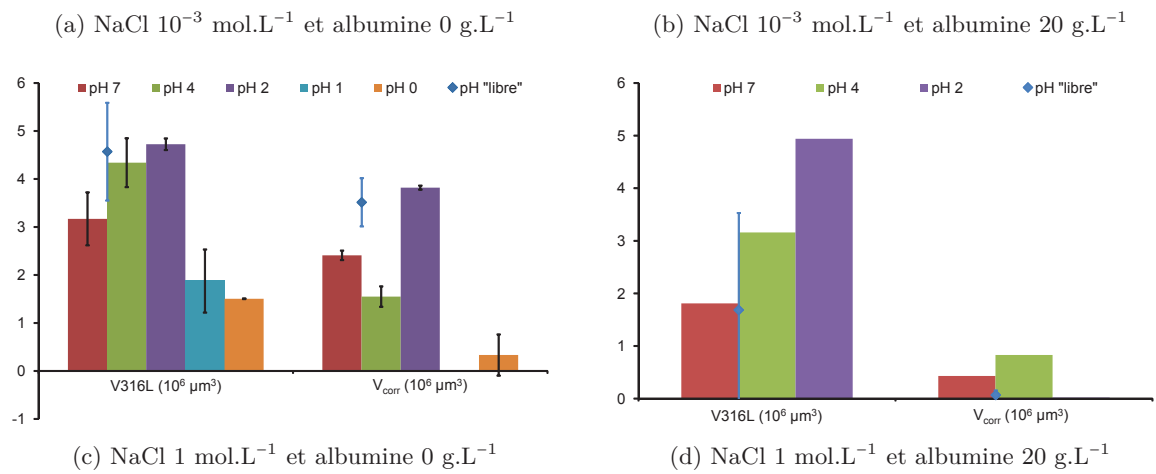 (a) NaCl 10⁻³ mol.L⁻¹ et albumine 0 g.L⁻¹
(b) NaCl 10⁻³ mol.L⁻¹ et albumine 20 g.L⁻¹
pH 7 pH 4 pH 2 pH 1 pH 0 pH "libre"
6
5
4
3
2
1
0
-1
V316L (10⁶ µm³) V_corr (10⁶ µm³)
pH 7 pH 4 pH 2 pH "libre"
6
5
4
3
2
1
0
V316L (10⁶ µm³) V_corr (10⁶ µm³)
(c) NaCl 1 mol.L⁻¹ et albumine 0 g.L⁻¹
(d) NaCl 1 mol.L⁻¹ et albumine 20 g.L⁻¹